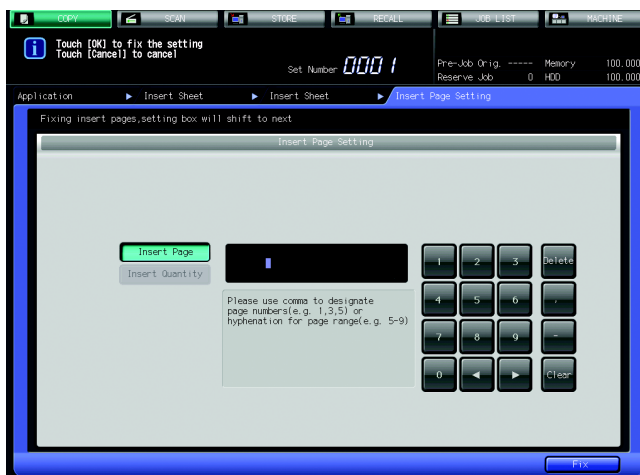 COPY SCAN STORE RECALL JOB LIST MACHINE
Touch [OK] to fix the setting
Touch [Cancel] to cancel
Set Number 0001
Pre-Job Orig. ----- Memory 100.000
Reserve Job 0 HDD 100.000
Application ▶ Insert Sheet ▶ Insert Sheet ▶ Insert Page Setting
Fixing insert pages,setting box will shift to next
Insert Page Setting
Insert Page
Insert Quantity
Please use comma to designate
page numbers(e.g. 1,3,5) or
hyphenation for page range(e.g. 5-9)
1 2 3 Delete
4 5 6 ,
7 8 9 -
0 ◀ ▶ Clear
Fix